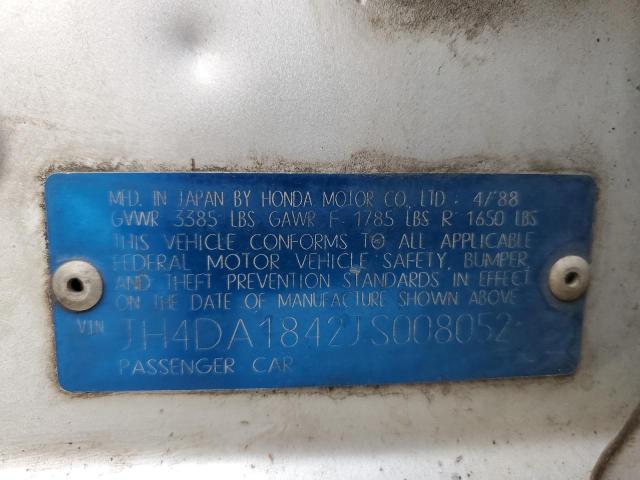 MFD. IN JAPAN BY HONDA MOTOR CO., LTD. 4/88
GVWR 3385 LBS GAWR F 1785 LBS R 1650 LBS
THIS VEHICLE CONFORMS TO ALL APPLICABLE
FEDERAL MOTOR VEHICLE SAFETY, BUMPER,
AND THEFT PREVENTION STANDARDS IN EFFECT
ON THE DATE OF MANUFACTURE SHOWN ABOVE
VIN JH4DA1842JS008052
PASSENGER CAR